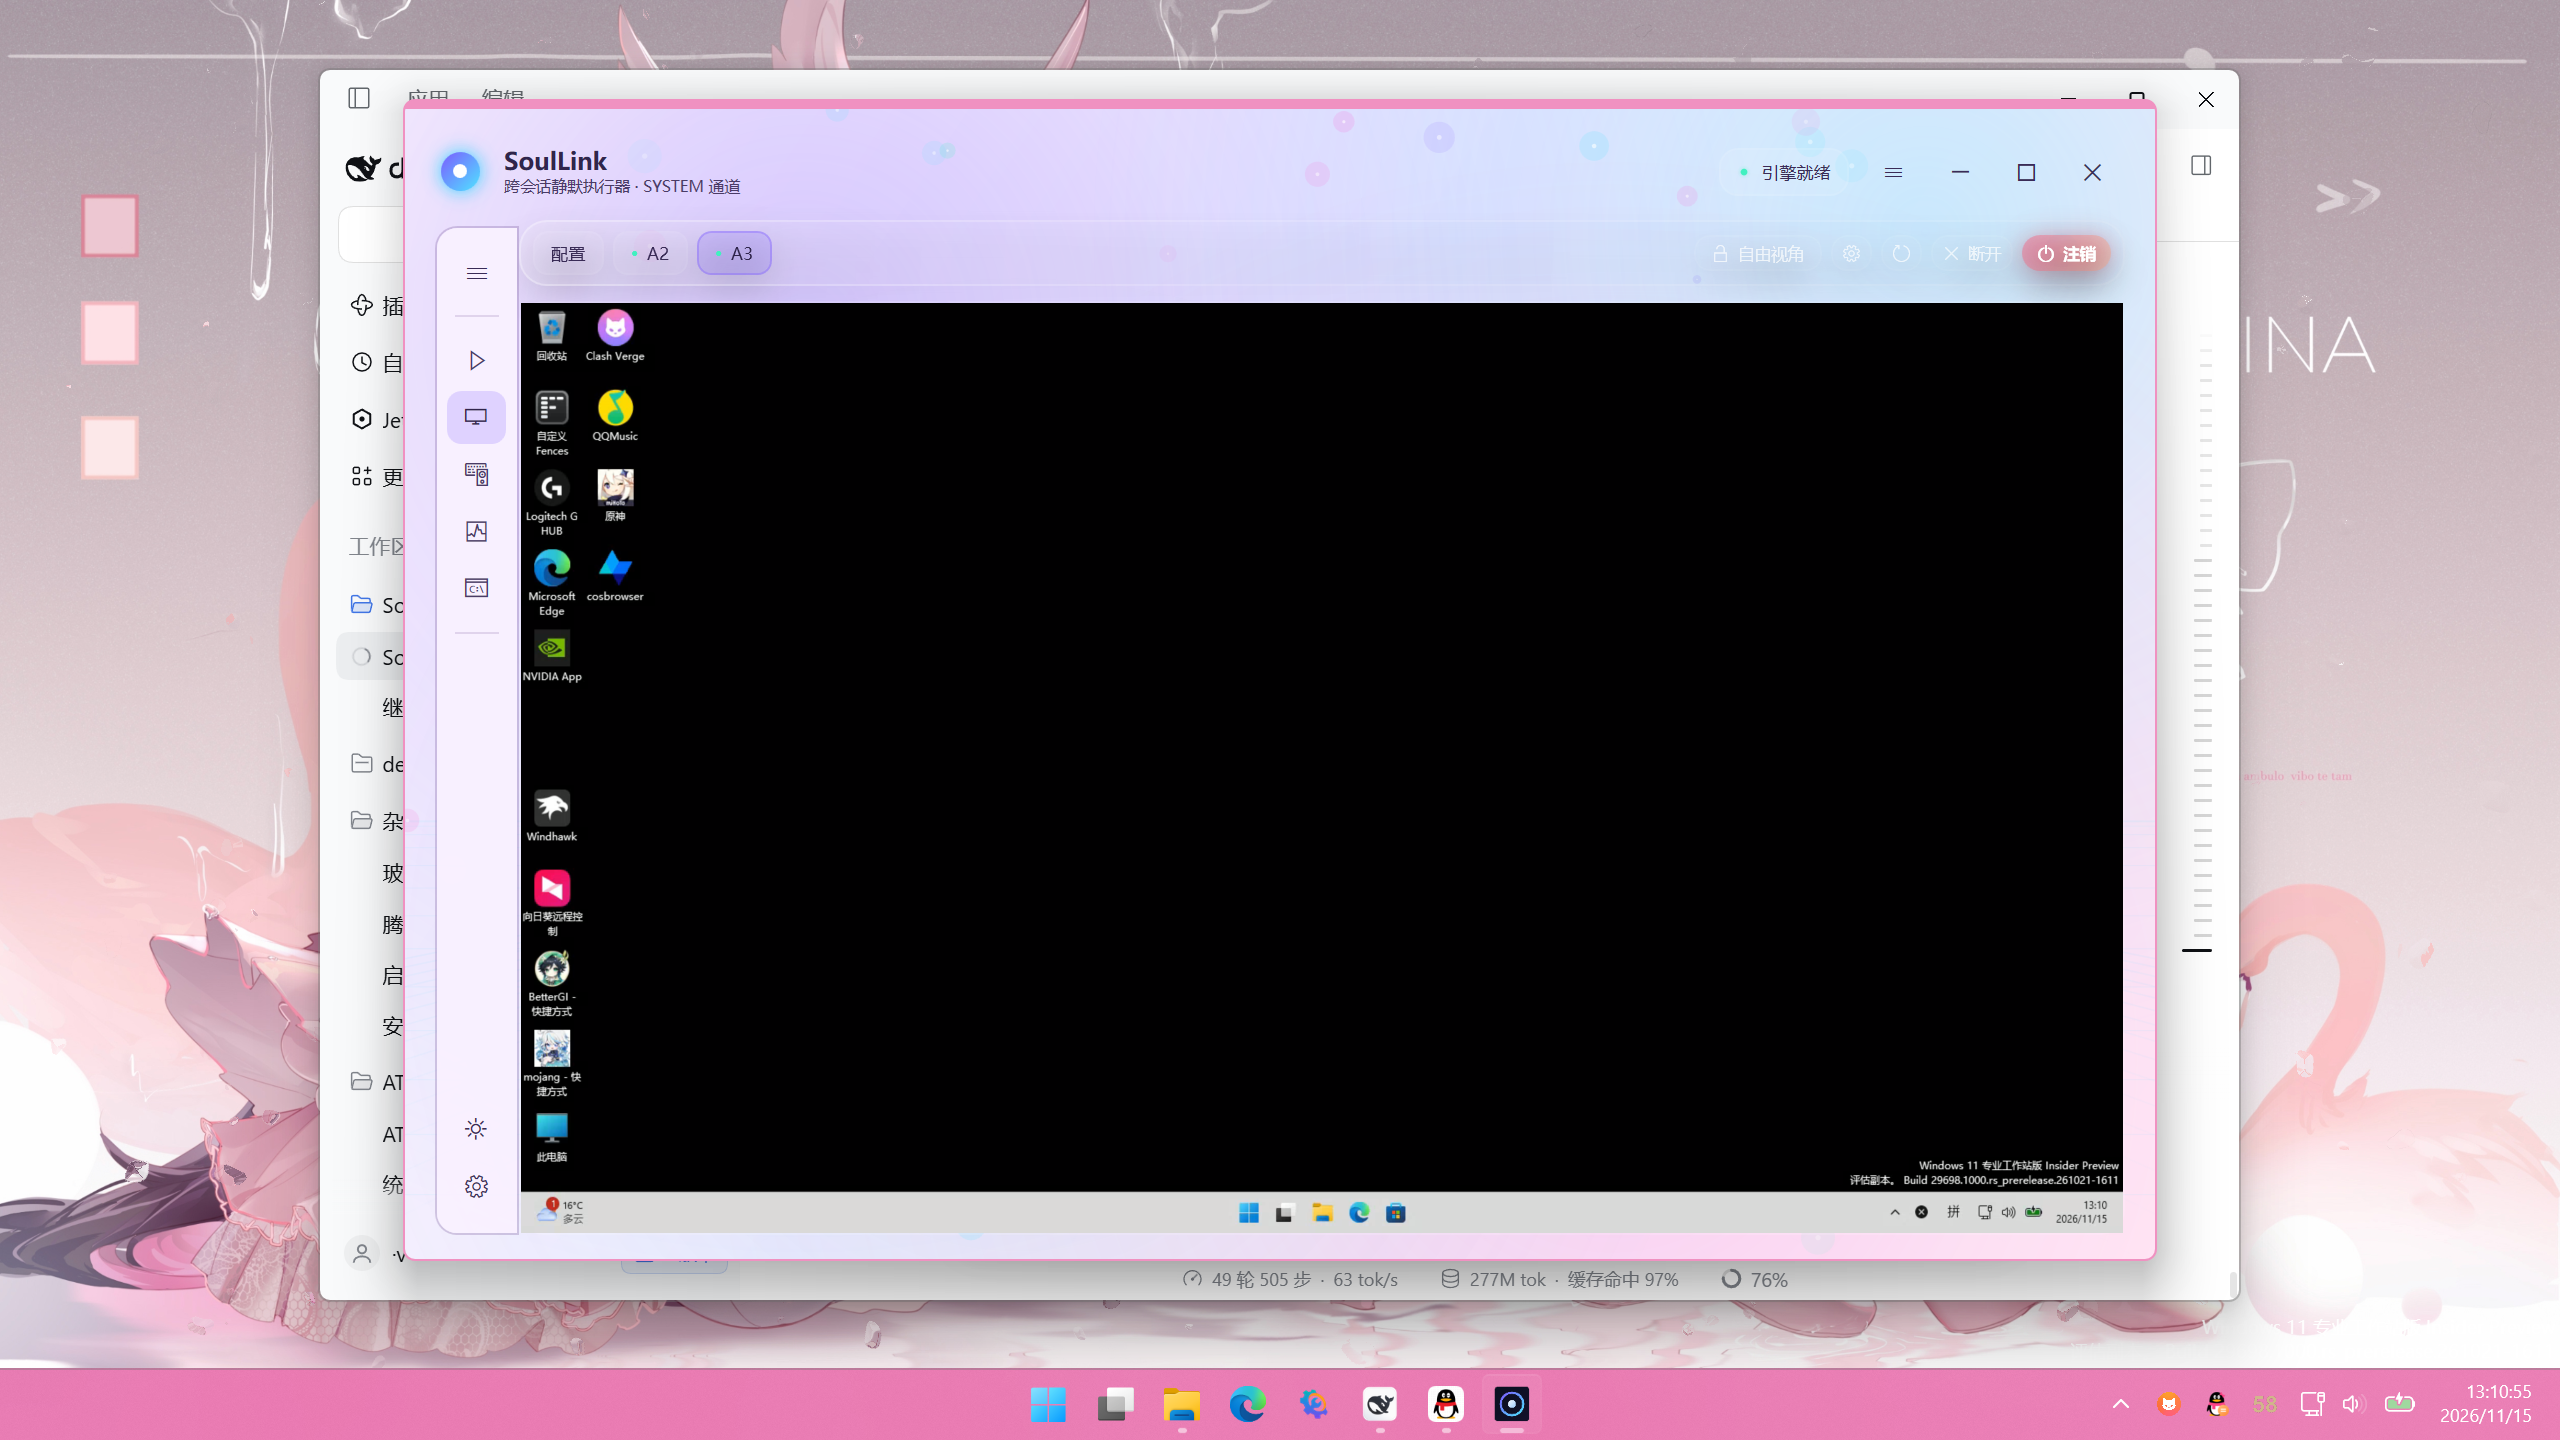 应用 编辑
SoulLink
跨会话静默执行器 · SYSTEM 通道
引擎就绪
配置
A2
A3
自由视角
断开
注销
插
自
Je
更
工作区
So
So
继
de
杂
玻
腾
启
安
AT
AT
统
回收站
Clash Verge
自定义
Fences
QQMusic
Logitech G
HUB
原神
Microsoft
Edge
cosbrowser
NVIDIA App
Windhawk
向日葵远程控
制
BetterGI -
快捷方式
mojang - 快
捷方式
此电脑
C:\
Windows 11 专业工作站版 Insider Preview
评估副本。 Build 29698.1000.rs_prerelease.261021-1611
1
16°C
多云
拼
13:10
2026/11/15
49 轮 505 步 · 63 tok/s
277M tok · 缓存命中 97%
76%
INA
ambulo vibo te tam
58
13:10:55
2026/11/15